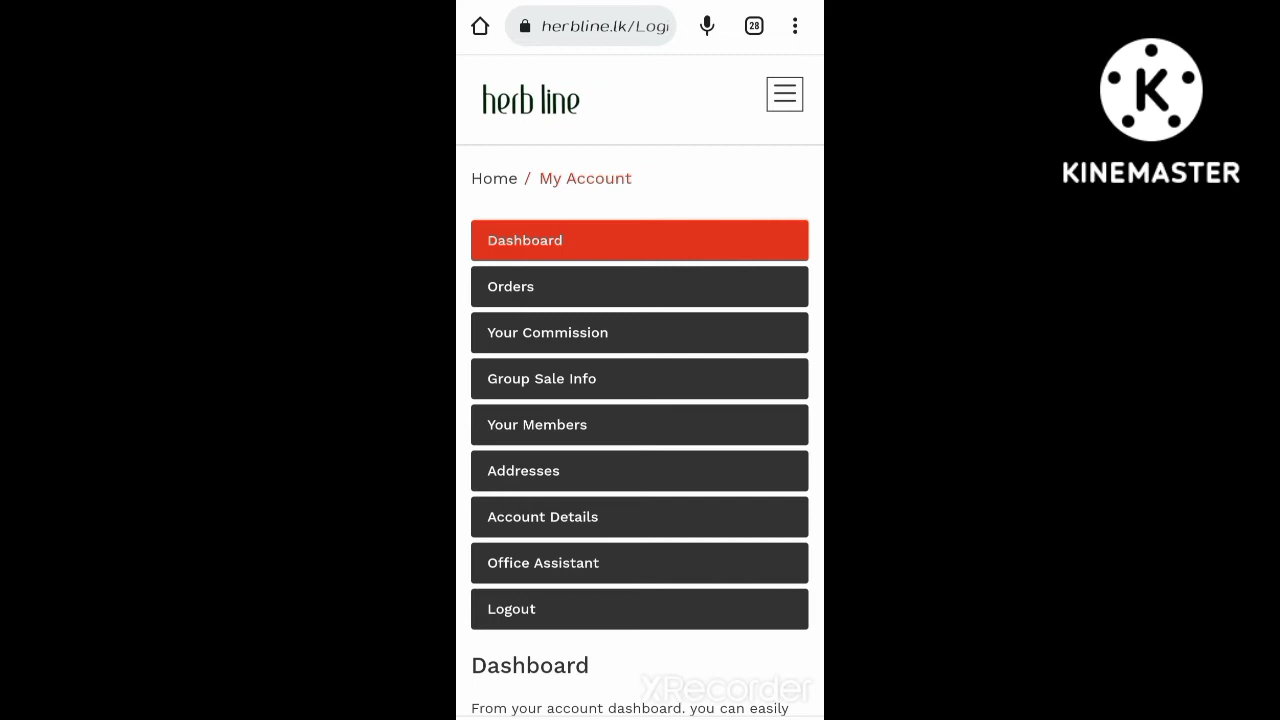 herbline.lk/Logi
28
herb line
K
KINEMASTER
Home / My Account
Dashboard
Orders
Your Commission
Group Sale Info
Your Members
Addresses
Account Details
Office Assistant
Logout
Dashboard
XRecorder
From your account dashboard. you can easily